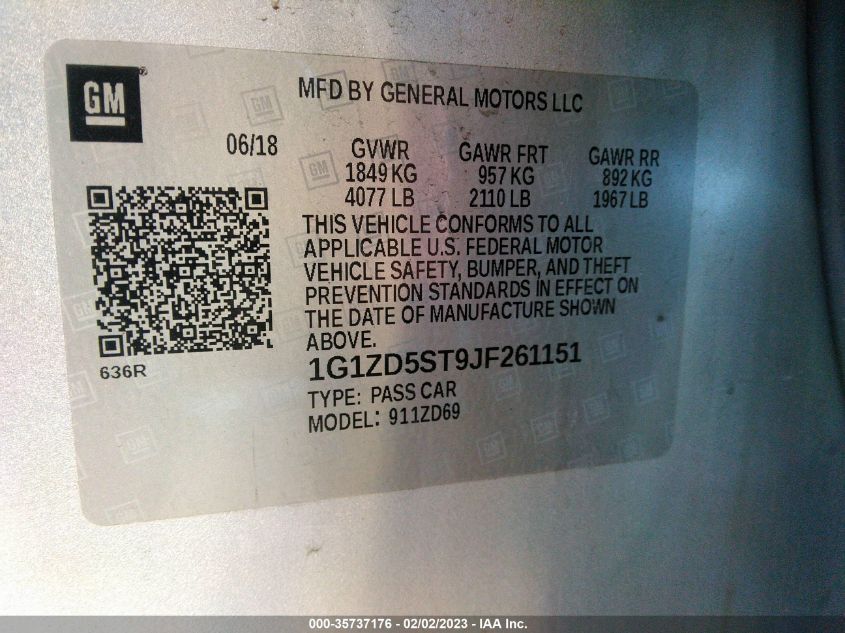 GM
MFD BY GENERAL MOTORS LLC
06/18 GVWR GAWR FRT GAWR RR
1849 KG 957 KG 892 KG
4077 LB 2110 LB 1967 LB
THIS VEHICLE CONFORMS TO ALL
APPLICABLE U.S. FEDERAL MOTOR
VEHICLE SAFETY, BUMPER, AND THEFT
PREVENTION STANDARDS IN EFFECT ON
THE DATE OF MANUFACTURE SHOWN
ABOVE.
636R
1G1ZD5ST9JF261151
TYPE: PASS CAR
MODEL: 911ZD69
000-35737176 - 02/02/2023 - IAA Inc.